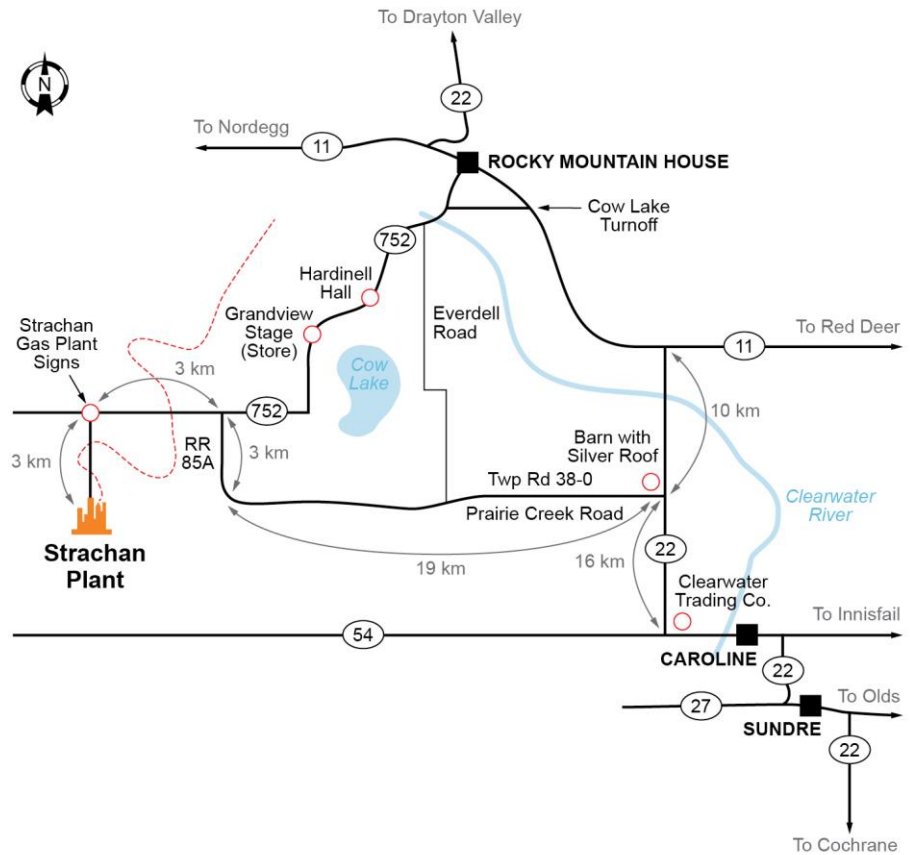 To Drayton Valley
N
22
To Nordegg
11
ROCKY MOUNTAIN HOUSE
Cow Lake
Turnoff
752
Hardinell
Hall
Grandview
Stage
(Store)
Everdell
Road
Strachan
Gas Plant
Signs
To Red Deer
11
3 km
Cow
Lake
10 km
752
3 km
RR
85A
3 km
Barn with
Silver Roof
Twp Rd 38-0
Prairie Creek Road
Clearwater
River
Strachan
Plant
19 km
16 km
22
Clearwater
Trading Co.
To Innisfail
54
CAROLINE
22
To Olds
27
SUNDRE
22
To Cochrane